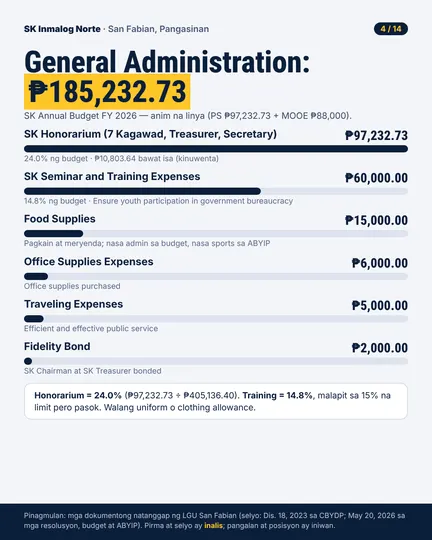 SK Inmalog Norte · San Fabian, Pangasinan
4 / 14
General Administration:
₱185,232.73
SK Annual Budget FY 2026 — anim na linya (PS ₱97,232.73 + MOOE ₱88,000).
SK Honorarium (7 Kagawad, Treasurer, Secretary) ₱97,232.73
24.0% ng budget · ₱10,803.64 bawat isa (kinuwenta)
SK Seminar and Training Expenses ₱60,000.00
14.8% ng budget · Ensure youth participation in government bureaucracy
Food Supplies ₱15,000.00
Pagkain at meryenda; nasa admin sa budget, nasa sports sa ABYIP
Office Supplies Expenses ₱6,000.00
Office supplies purchased
Traveling Expenses ₱5,000.00
Efficient and effective public service
Fidelity Bond ₱2,000.00
SK Chairman at SK Treasurer bonded
Honorarium = 24.0% (₱97,232.73 ÷ ₱405,136.40). Training = 14.8%, malapit sa 15% na
limit pero pasok. Walang uniform o clothing allowance.
Pinagmulan: mga dokumentong natanggap ng LGU San Fabian (selyo: Dis. 18, 2023 sa CBYDP; May 20, 2026 sa
mga resolusyon, budget at ABYIP). Pirma at selyo ay inalis; pangalan at posisyon ay iniwan.